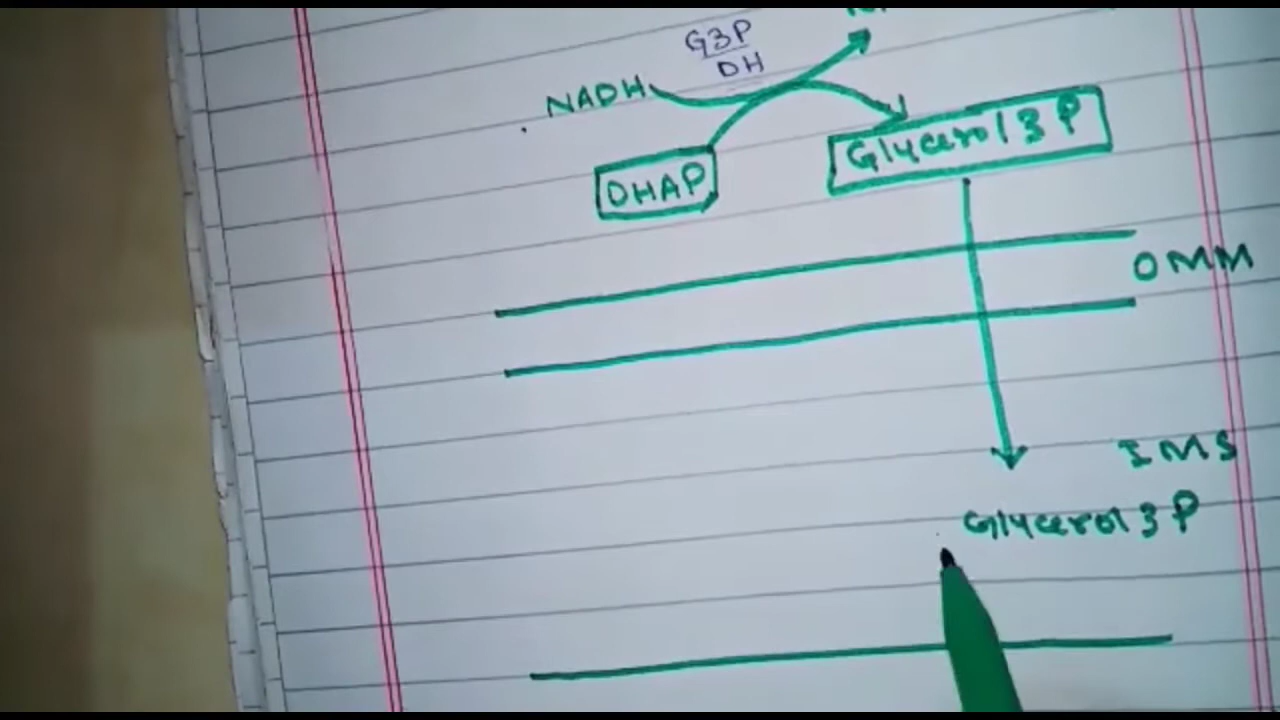 G3P
DH
NADH
Glycerol 3 P
DHAP
OMM
IMS
Glycerol 3 P